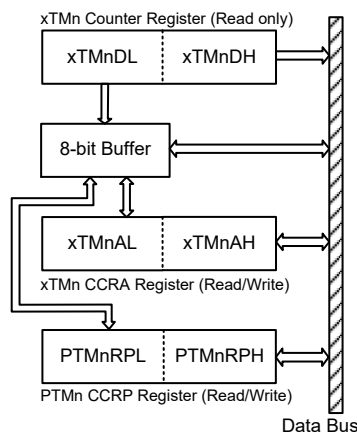 xTMn Counter Register (Read only)
xTMnDL xTMnDH
8-bit Buffer
xTMnAL xTMnAH
xTMn CCRA Register (Read/Write)
PTMnRPL PTMnRPH
PTMn CCRP Register (Read/Write)
Data Bus